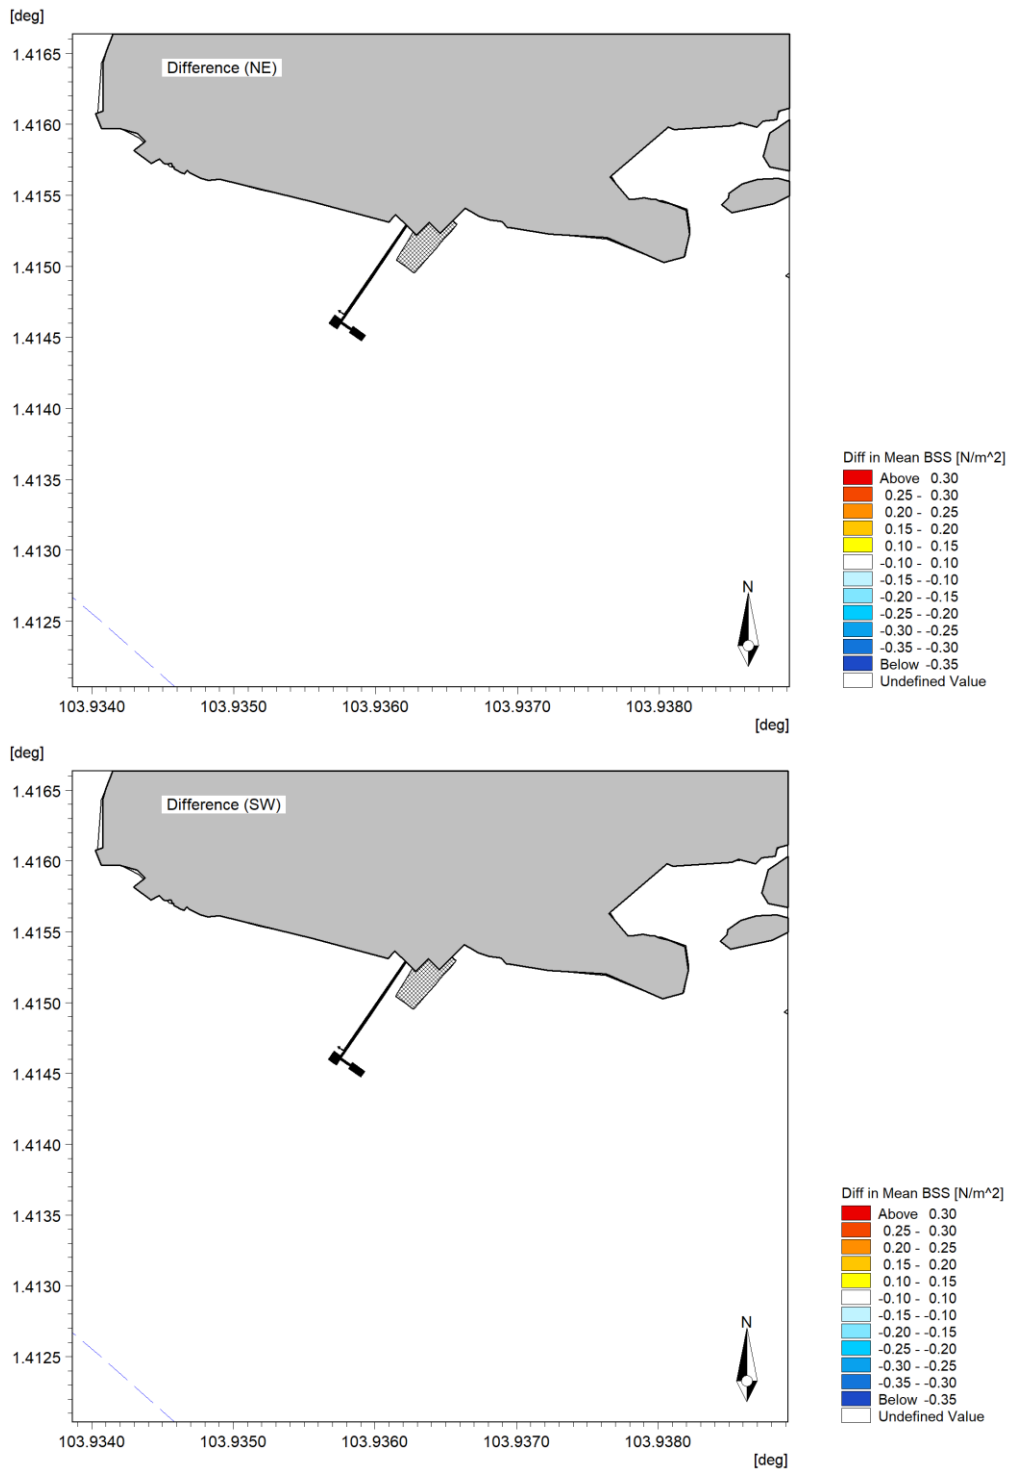 [deg]
1.4165
Difference (NE)
1.4160
1.4155
1.4150
1.4145
1.4140
1.4135
1.4130
1.4125
Diff in Mean BSS [N/m^2]
Above 0.30
0.25 - 0.30
0.20 - 0.25
0.15 - 0.20
0.10 - 0.15
-0.10 - 0.10
-0.15 - -0.10
-0.20 - -0.15
-0.25 - -0.20
-0.30 - -0.25
-0.35 - -0.30
Below -0.35
Undefined Value
N
103.9340 103.9350 103.9360 103.9370 103.9380
[deg]
[deg]
1.4165
Difference (SW)
1.4160
1.4155
1.4150
1.4145
1.4140
1.4135
1.4130
1.4125
Diff in Mean BSS [N/m^2]
Above 0.30
0.25 - 0.30
0.20 - 0.25
0.15 - 0.20
0.10 - 0.15
-0.10 - 0.10
-0.15 - -0.10
-0.20 - -0.15
-0.25 - -0.20
-0.30 - -0.25
-0.35 - -0.30
Below -0.35
Undefined Value
N
103.9340 103.9350 103.9360 103.9370 103.9380
[deg]